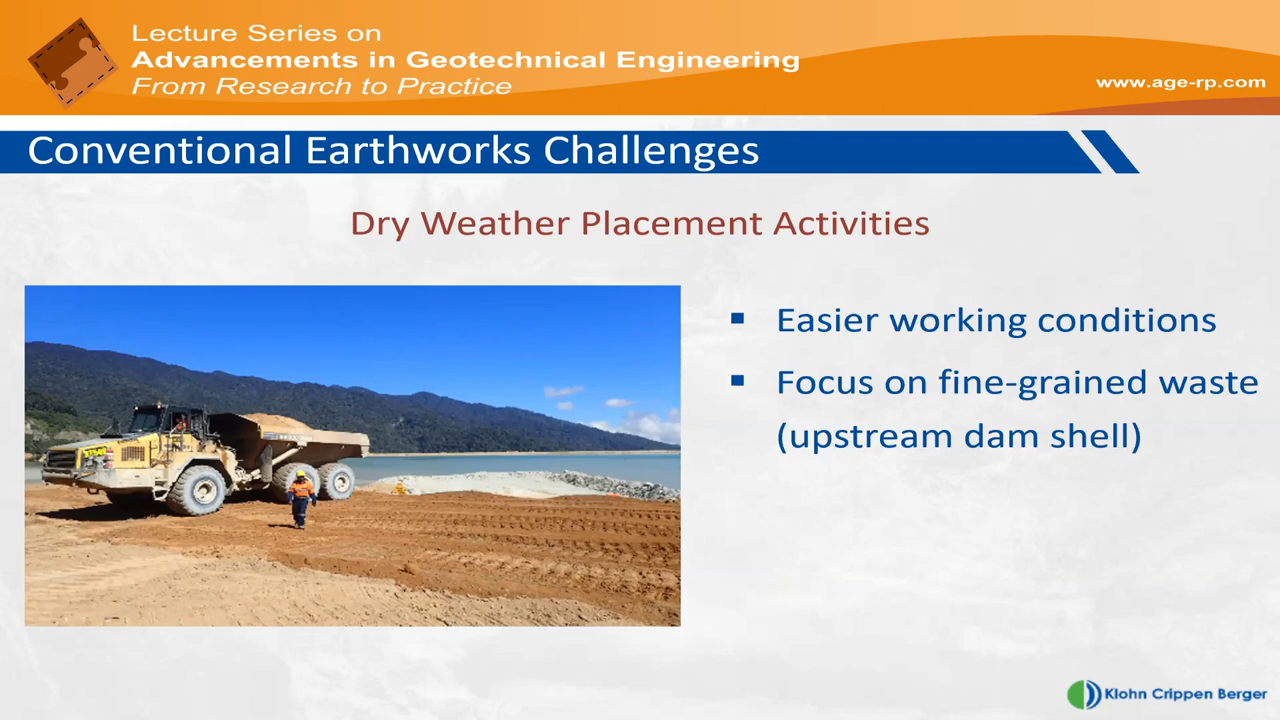 Lecture Series on
Advancements in Geotechnical Engineering
From Research to Practice
www.age-rp.com
Conventional Earthworks Challenges
Dry Weather Placement Activities
▪ Easier working conditions
▪ Focus on fine-grained waste
(upstream dam shell)
Klohn Crippen Berger